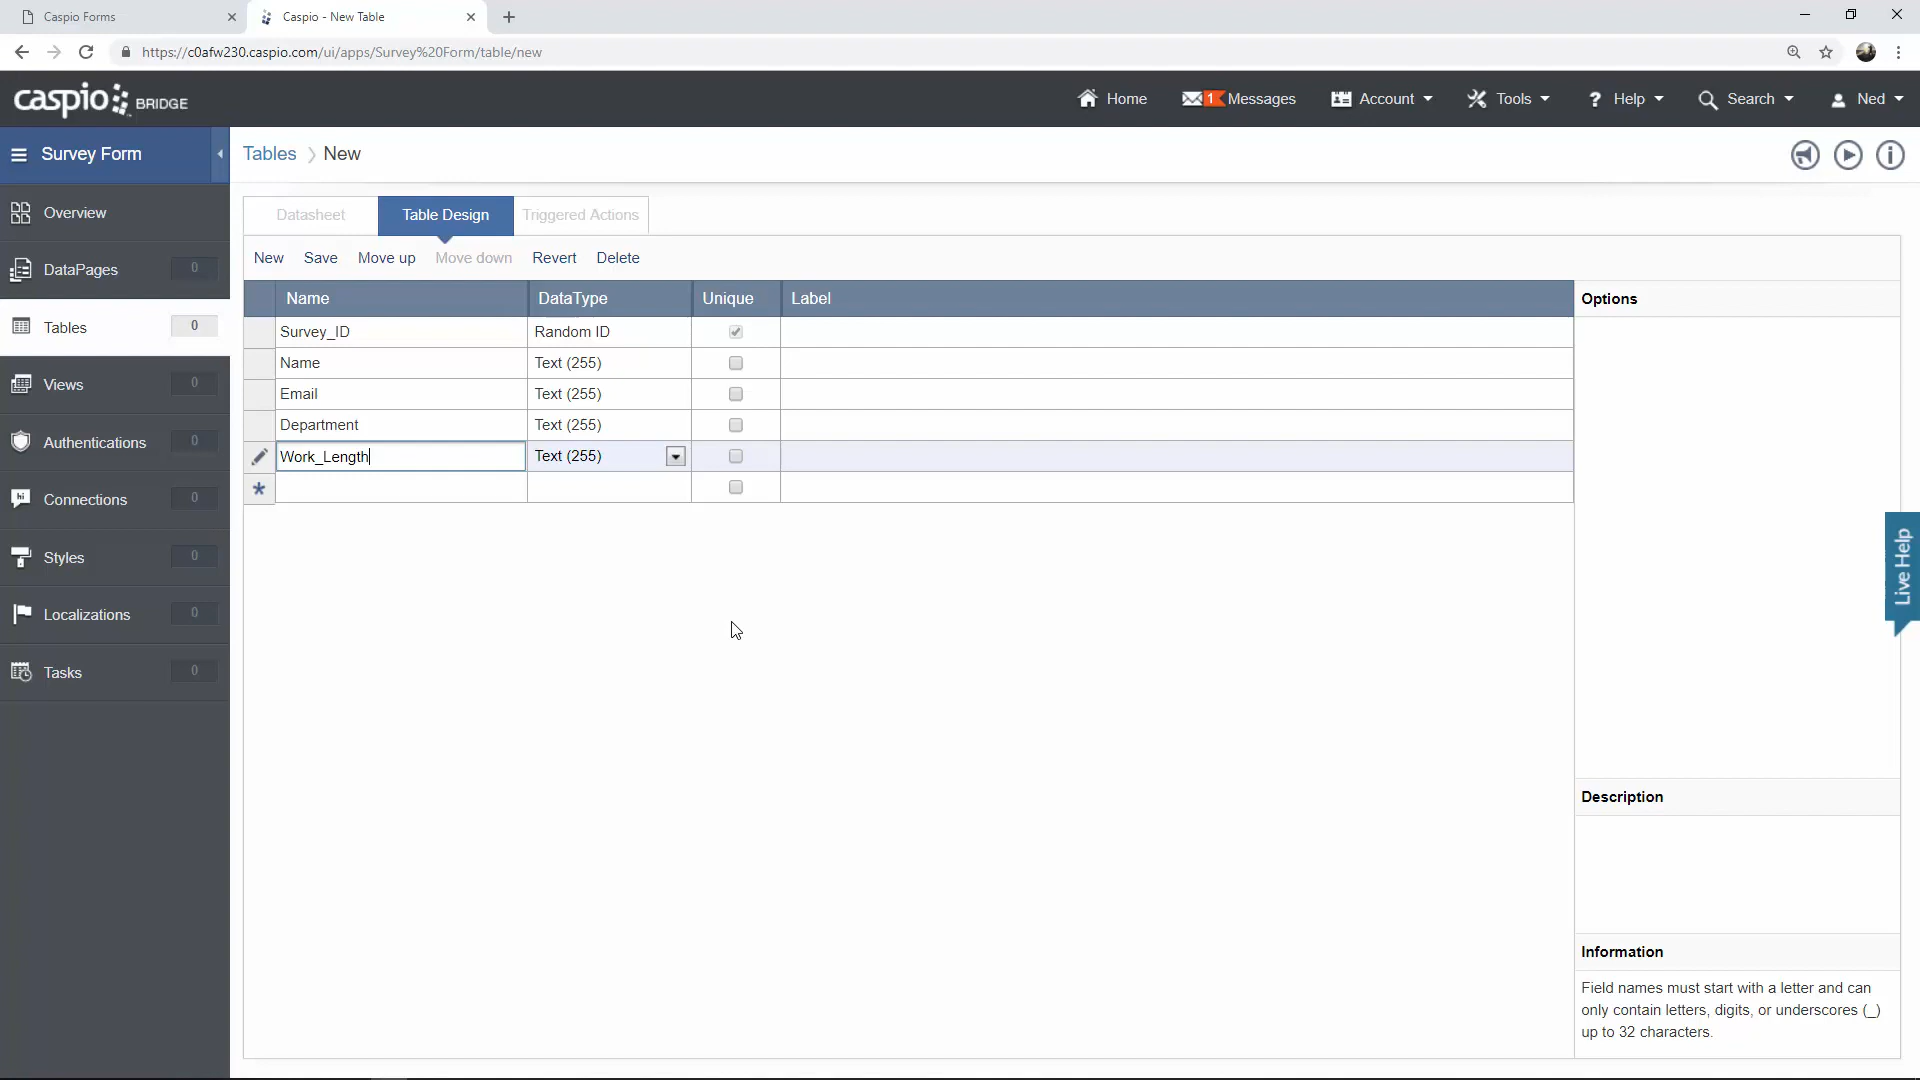 Caspio Forms
Caspio - New Table
https://c0afw230.caspio.com/ui/apps/Survey%20Form/table/new
caspio BRIDGE
Home
1 Messages
Account
Tools
? Help
Search
Ned
Survey Form
Tables
New
Overview
DataPages 0
Tables 0
Views 0
Authentications 0
hi Connections 0
Styles 0
Localizations 0
Tasks 0
Datasheet
Table Design
Triggered Actions
New Save Move up Move down Revert Delete
Name DataType Unique Label
Survey_ID Random ID
Name Text (255)
Email Text (255)
Department Text (255)
Work_Length Text (255)
*
Options
Description
Information
Field names must start with a letter and can
only contain letters, digits, or underscores (_)
up to 32 characters.
Live Help